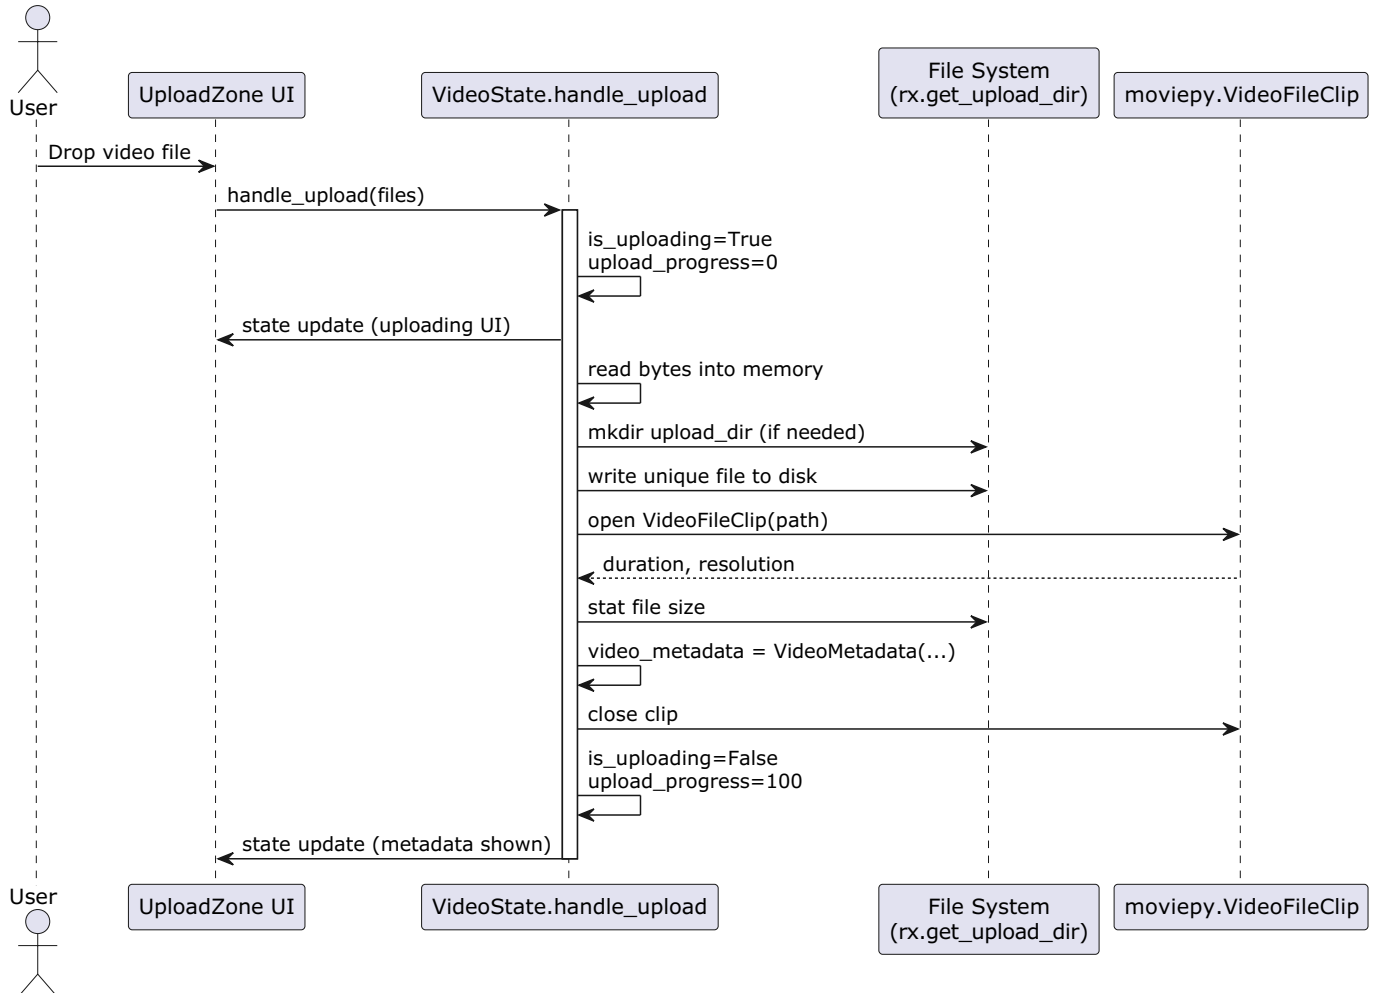 User
UploadZone UI
VideoState.handle_upload
File System
(rx.get_upload_dir)
moviepy.VideoFileClip
Drop video file
handle_upload(files)
is_uploading=True
upload_progress=0
state update (uploading UI)
read bytes into memory
mkdir upload_dir (if needed)
write unique file to disk
open VideoFileClip(path)
duration, resolution
stat file size
video_metadata = VideoMetadata(...)
close clip
is_uploading=False
upload_progress=100
state update (metadata shown)
User
UploadZone UI
VideoState.handle_upload
File System
(rx.get_upload_dir)
moviepy.VideoFileClip